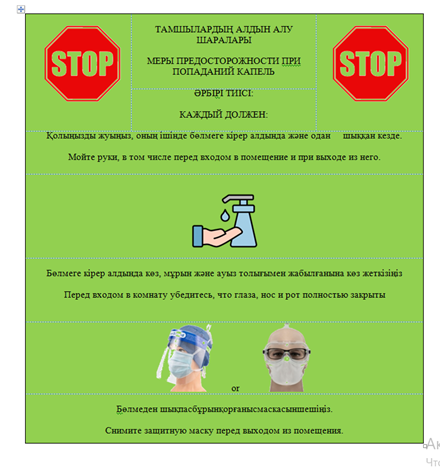 STOP
ТАМШЫЛАРДЫҢ АЛДЫН АЛУ
ШАРАЛАРЫ
STOP
МЕРЫ ПРЕДОСТОРОЖНОСТИ ПРИ
ПОПАДАНИЙ КАПЕЛЬ
ӘРБІРІ ТИІСІ:
КАЖДЫЙ ДОЛЖЕН:
Қолыңызды жуыңыз, оның ішінде бөлмеге кірер алдында және одан шыққан кезде.
Мойте руки, в том числе перед входом в помещение и при выходе из него.
Бөлмеге кірер алдында көз, мұрын және ауыз толығымен жабылғанына көз жеткізіңіз
Перед входом в комнату убедитесь, что глаза, нос и рот полностью закрыты
or
Бөлмеден шықпасбұрынқорғанысмаскасыншешіңіз.
Снимите защитную маску перед выходом из помещения.